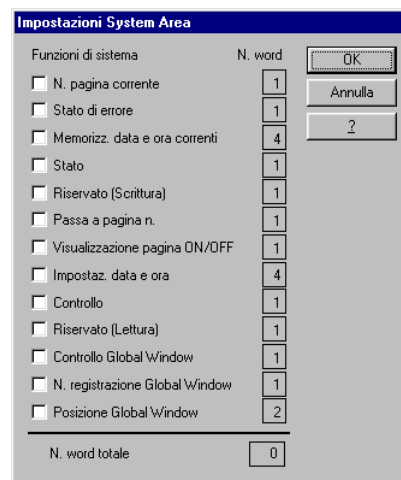 Impostazioni System Area
Funzioni di sistema N. word
N. pagina corrente 1
Stato di errore 1
Memorizz. data e ora correnti 4
Stato 1
Riservato (Scrittura) 1
Passa a pagina n. 1
Visualizzazione pagina ON/OFF 1
Impostaz. data e ora 4
Controllo 1
Riservato (Lettura) 1
Controllo Global Window 1
N. registrazione Global Window 1
Posizione Global Window 2
N. word totale 0
OK
Annulla
?